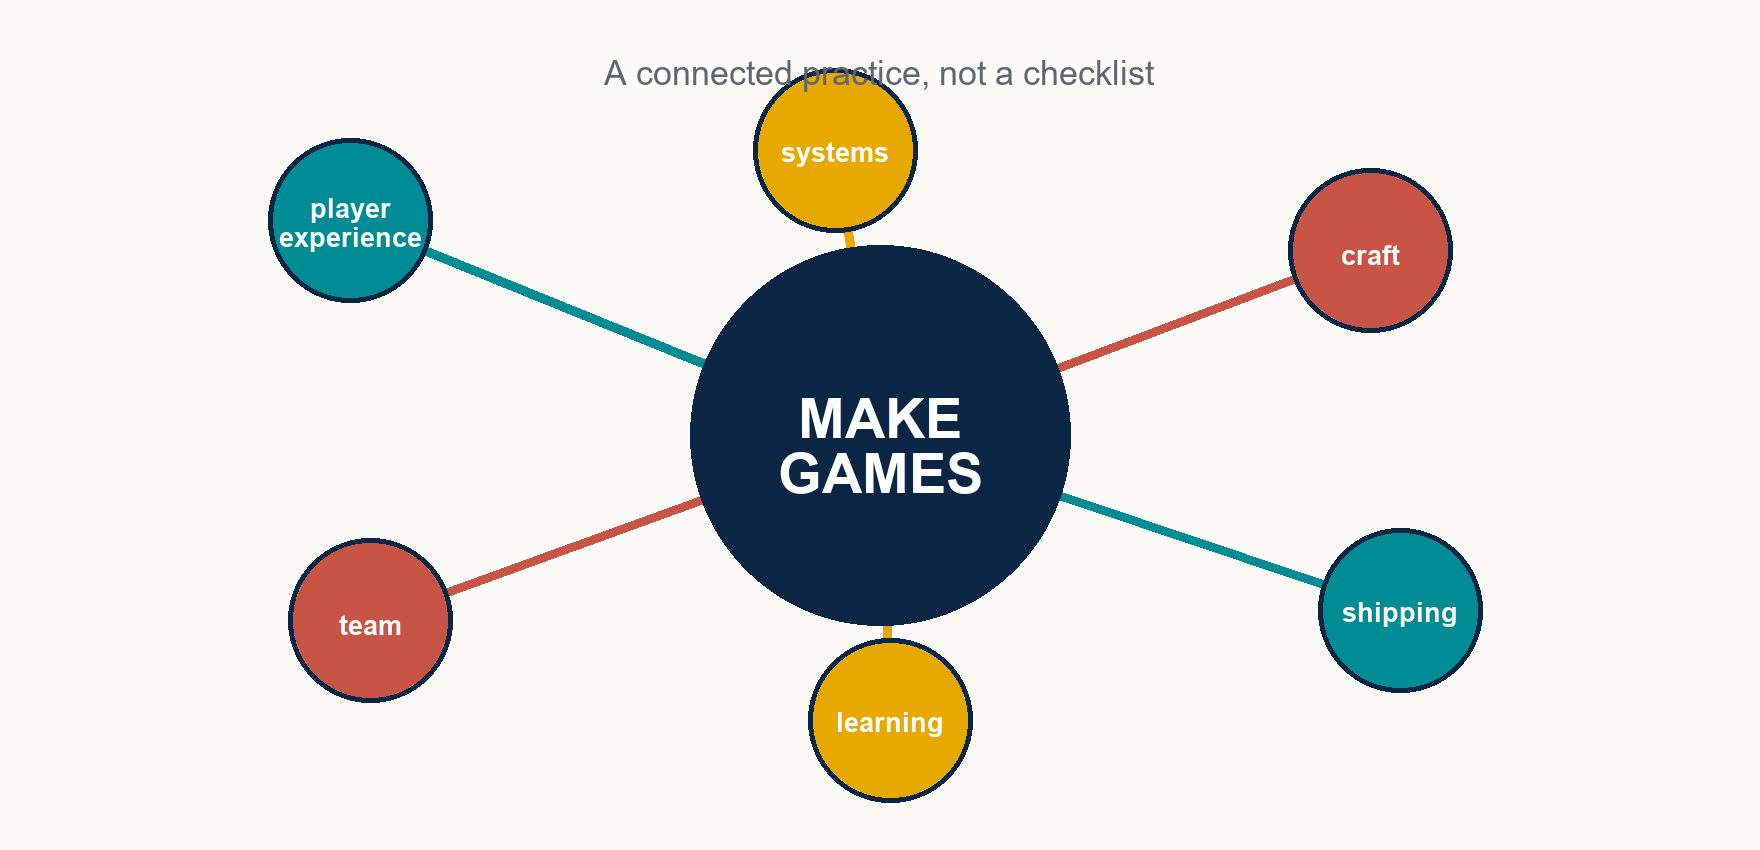 A connected practice, not a checklist
systems
player
experience
craft
MAKE
GAMES
team
shipping
learning